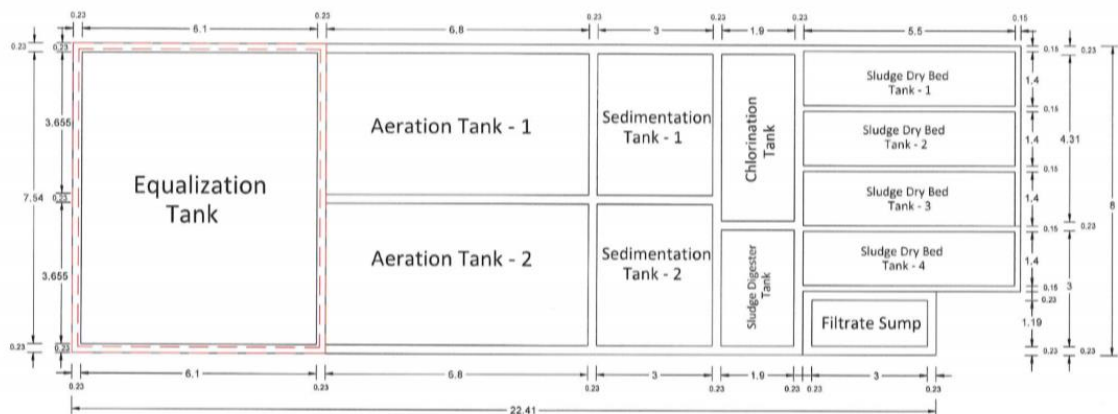 0.23
0.23
0.23
0.23
0.23
0.15
6.1
6.8
3
1.9
5.5
0.23
0.23
0.15
0.23
3.655
7.54
0.23
3.655
0.23
0.23
Equalization
Tank
Aeration Tank - 1
Aeration Tank - 2
Sedimentation
Tank - 1
Sedimentation
Tank - 2
Chlorination
Tank
Sludge Digester
Tank
Sludge Dry Bed
Tank - 1
Sludge Dry Bed
Tank - 2
Sludge Dry Bed
Tank - 3
Sludge Dry Bed
Tank - 4
Filtrate Sump
1.4
0.15
1.4
4.31
0.15
1.4
0.15
0.23
8
1.4
0.15
3
0.23
1.19
0.23
0.23
6.1
6.8
3
1.9
3
0.23
0.23
0.23
0.23
0.23
0.23
0.23
22.41